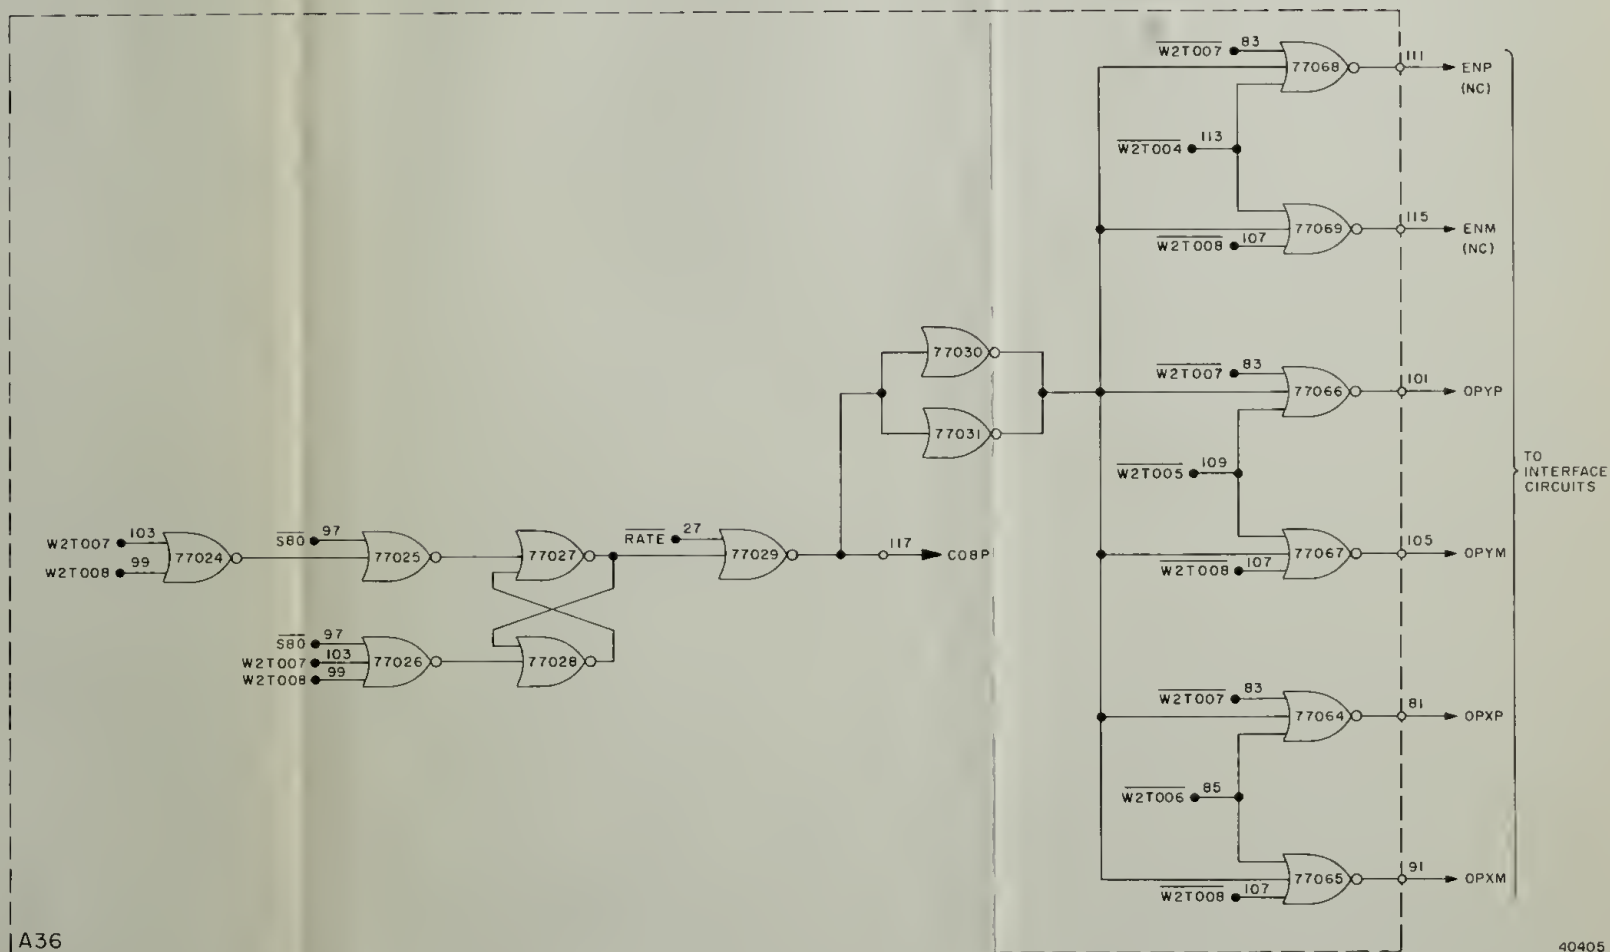 W2T007 83
77068
111
ENP
(NC)
W2T004 113
77069
115
ENM
(NC)
W2T008 107
77030
77031
W2T007 83
77066
101
OPYP
W2T005 109
77067
105
OPYM
W2T008 107
TO
INTERFACE
CIRCUITS
W2T007 103
W2T008 99
77024
S80 97
77025
77027
RATE 27
77029
117
C08P
S80 97
W2T007 103
W2T008 99
77026
77028
W2T007 83
77064
81
OPXP
W2T006 85
77065
91
OPXM
W2T008 107
A36
40405